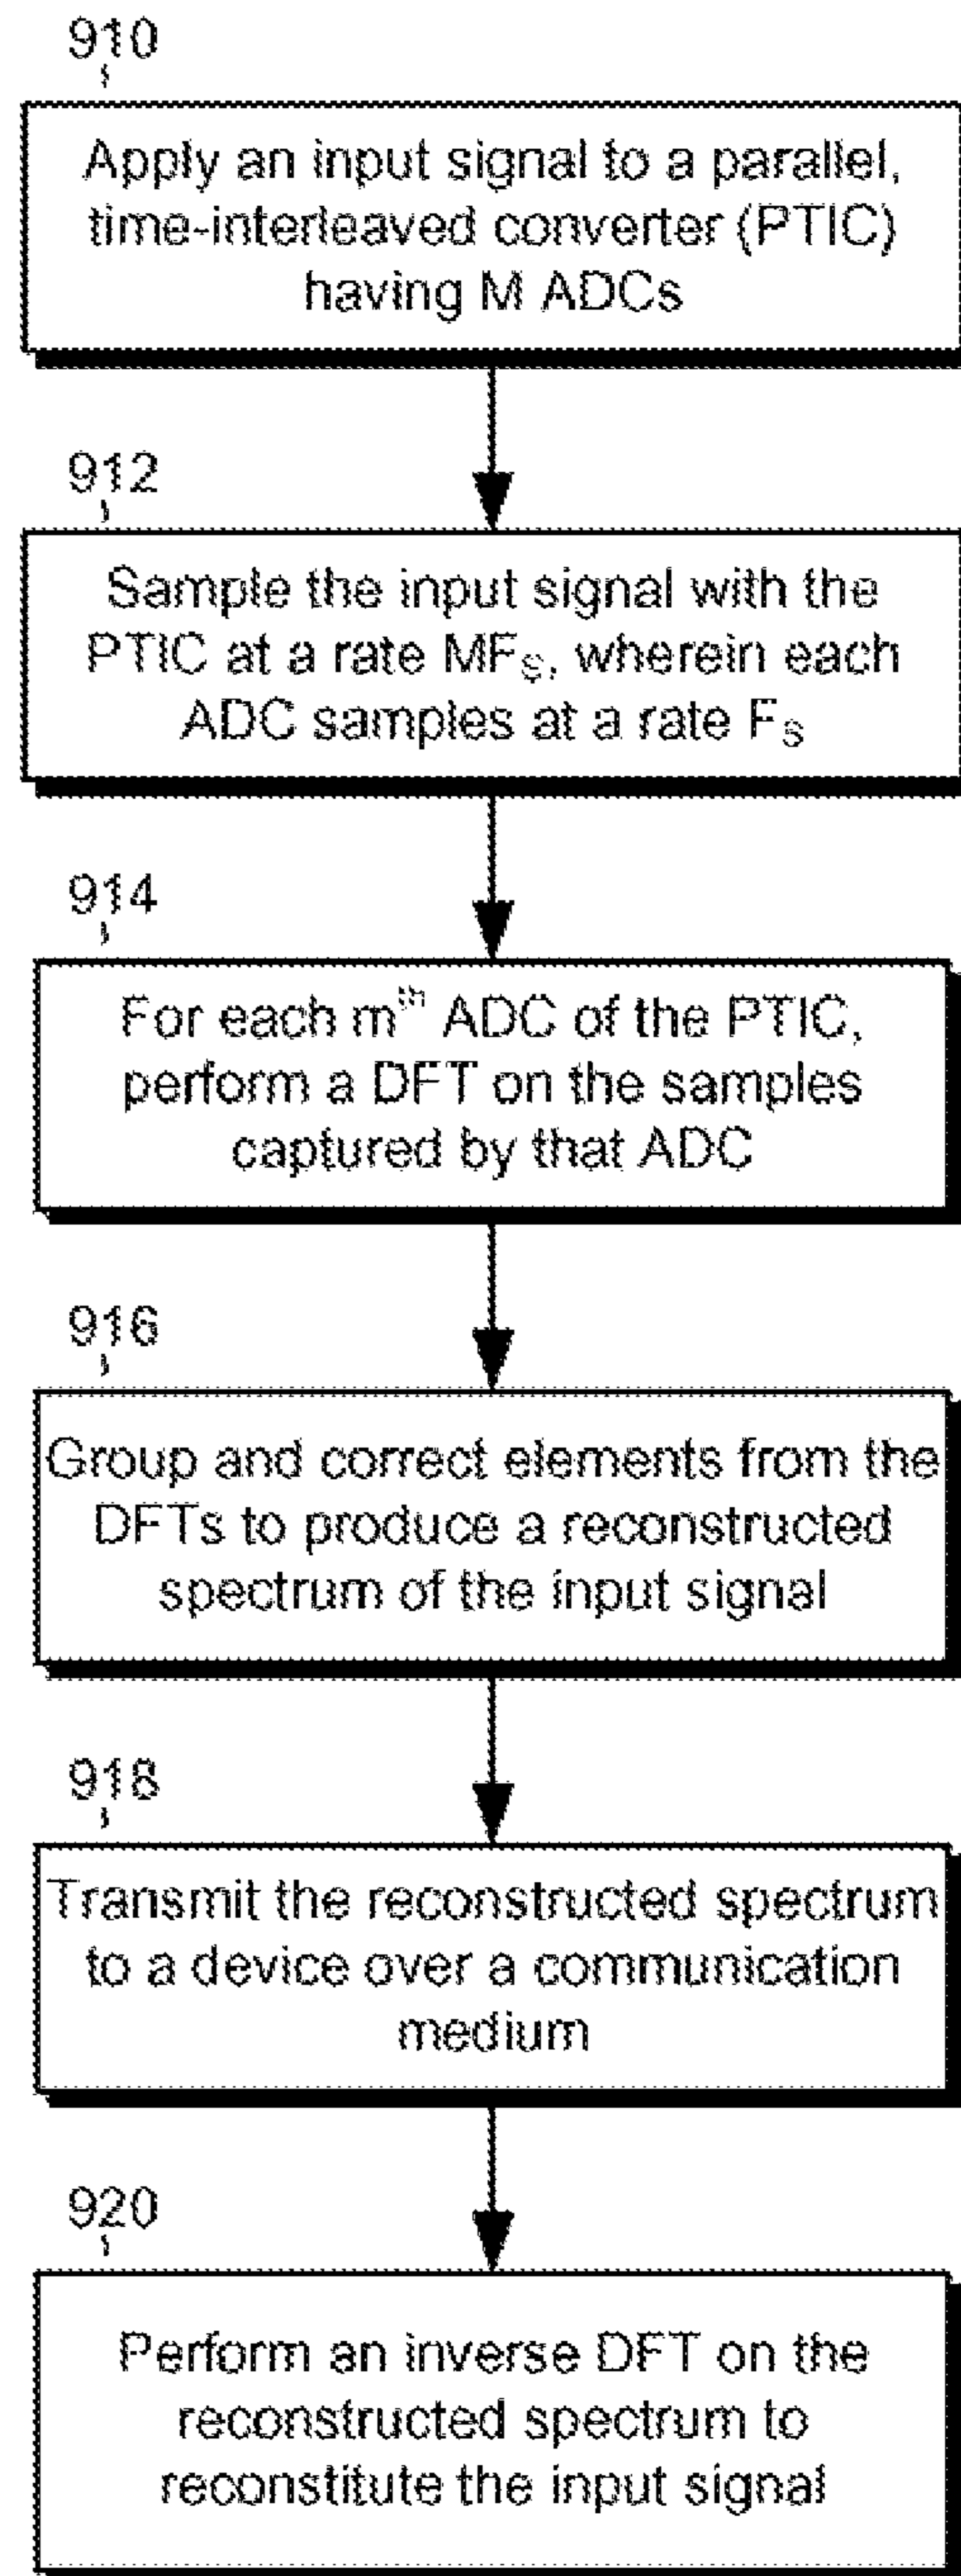 910
Apply an input signal to a parallel,
time-interleaved converter (PTIC)
having M ADCs
912
Sample the input signal with the
PTIC at a rate MFS, wherein each
ADC samples at a rate FS
914
For each mth ADC of the PTIC,
perform a DFT on the samples
captured by that ADC
916
Group and correct elements from the
DFTs to produce a reconstructed
spectrum of the input signal
918
Transmit the reconstructed spectrum
to a device over a communication
medium
920
Perform an inverse DFT on the
reconstructed spectrum to
reconstitute the input signal